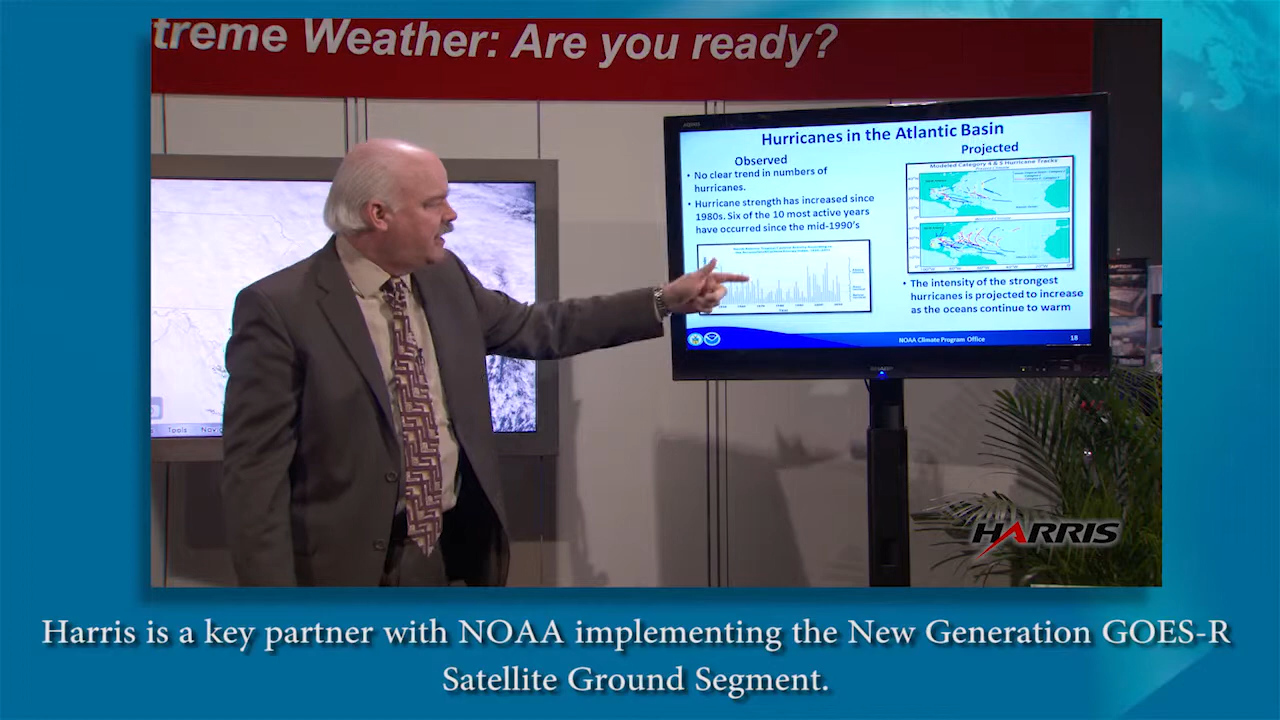 treme Weather: Are you ready?
Hurricanes in the Atlantic Basin
Observed
• No clear trend in numbers of
hurricanes.
• Hurricane strength has increased since
1980s. Six of the 10 most active years
have occurred since the mid-1990's
Projected
Modeled Category 4 & 5 Hurricane Tracks
• The intensity of the strongest
hurricanes is projected to increase
as the oceans continue to warm
NOAA Climate Program Office
18
SHARP
Tools
HARRIS
Harris is a key partner with NOAA implementing the New Generation GOES-R
Satellite Ground Segment.